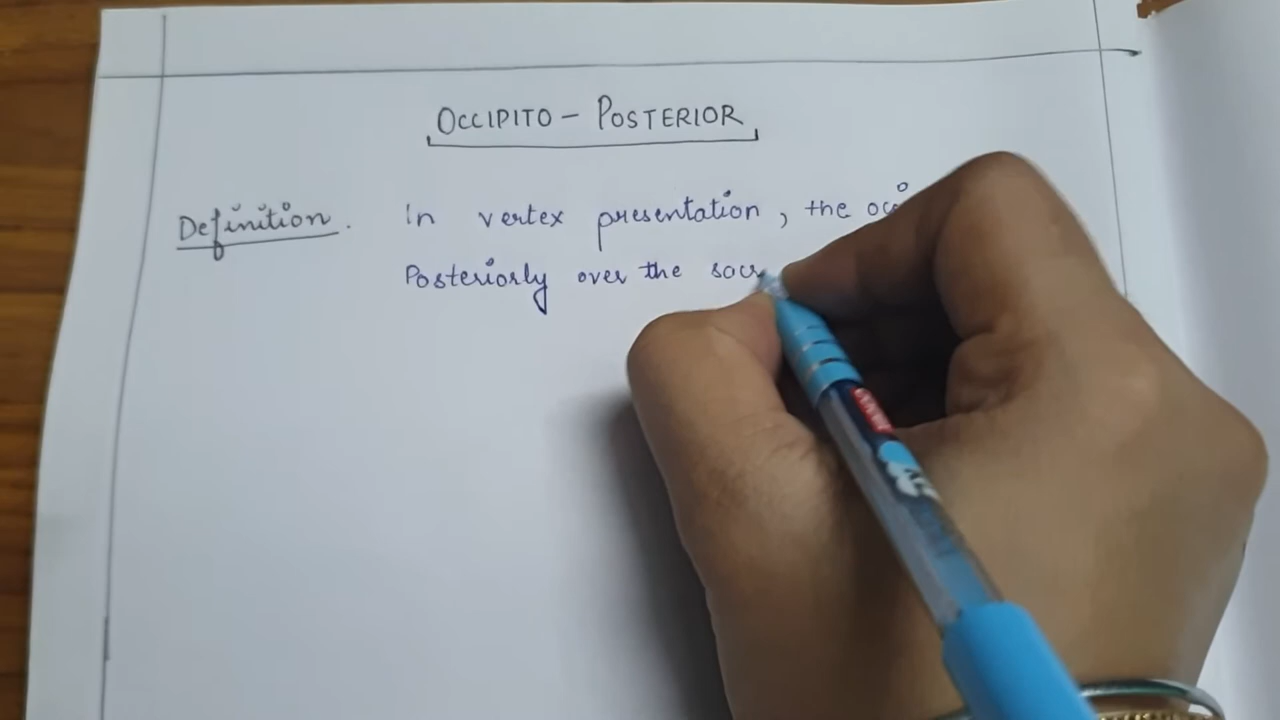 OCCIPITO - POSTERIOR
Definition. In vertex presentation, the
Posteriorly over the